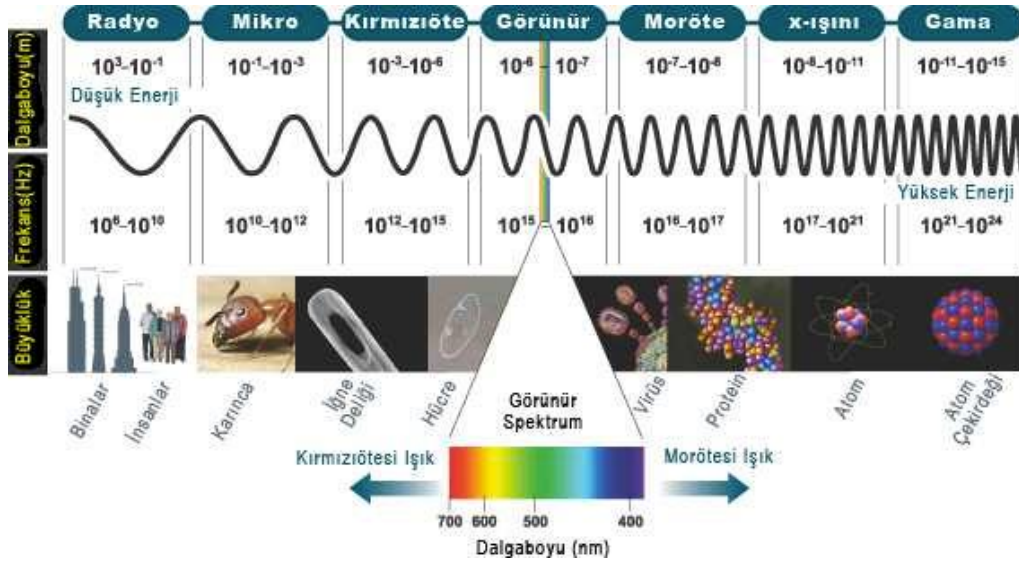 Radyo Mikro Kırmızıöte Görünür Moröte x-ışını Gama
Dalgaboyu(m)
10³–10⁻¹ 10⁻¹–10⁻³ 10⁻³–10⁻⁶ 10⁻⁶ – 10⁻⁷ 10⁻⁷–10⁻⁸ 10⁻⁸–10⁻¹¹ 10⁻¹¹–10⁻¹⁵
Düşük Enerji
Yüksek Enerji
Frekans(Hz)
10⁶–10¹⁰ 10¹⁰–10¹² 10¹²–10¹⁵ 10¹⁵ – 10¹⁶ 10¹⁶–10¹⁷ 10¹⁷–10²¹ 10²¹–10²⁴
Büyüklük
Binalar
İnsanlar
Karınca
İğne
Deliği
Hücre
Virüs
Protein
Atom
Atom
Çekirdeği
Görünür
Spektrum
Kırmızıötesi Işık
Morötesi Işık
700 600 500 400
Dalgaboyu (nm)